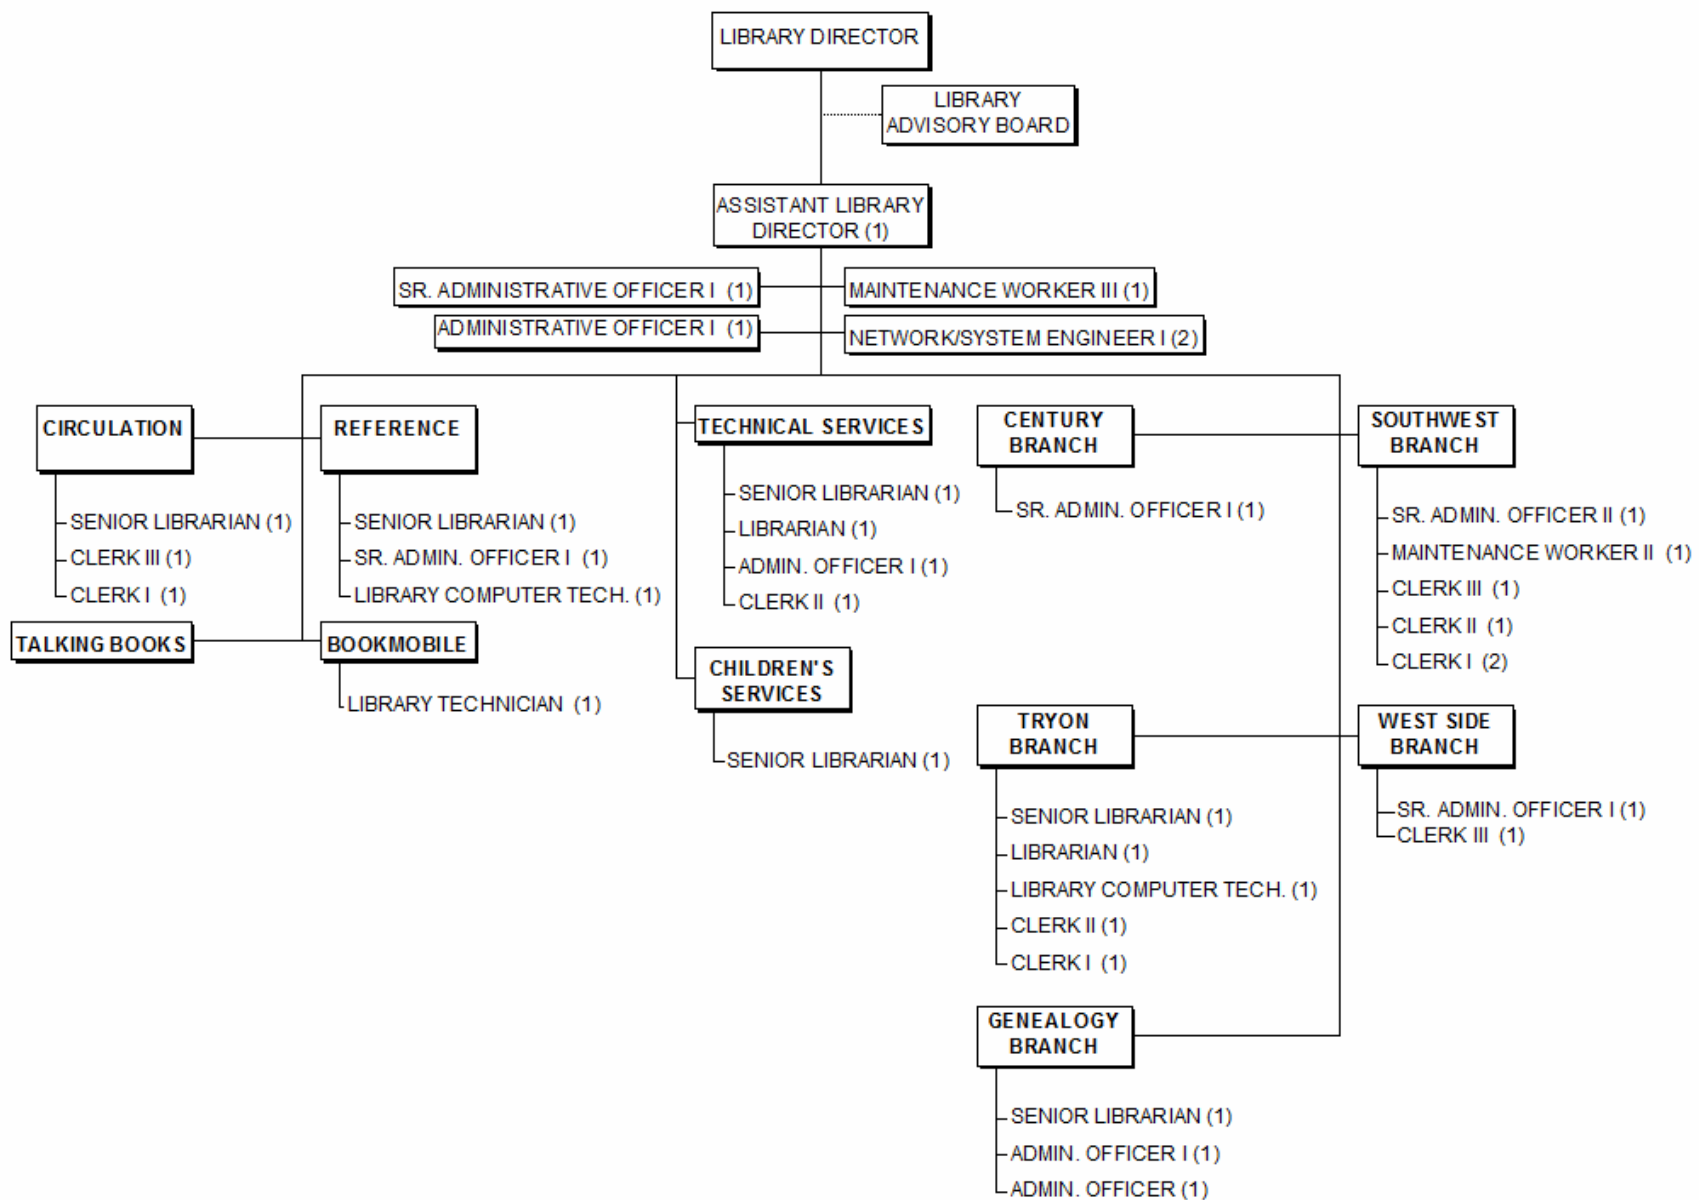 LIBRARY DIRECTOR
LIBRARY
ADVISORY BOARD
ASSISTANT LIBRARY
DIRECTOR (1)
SR. ADMINISTRATIVE OFFICER I (1)
MAINTENANCE WORKER III (1)
ADMINISTRATIVE OFFICER I (1)
NETWORK/SYSTEM ENGINEER I (2)
CIRCULATION
SENIOR LIBRARIAN (1)
CLERK III (1)
CLERK I (1)
REFERENCE
SENIOR LIBRARIAN (1)
SR. ADMIN. OFFICER I (1)
LIBRARY COMPUTER TECH. (1)
TALKING BOOKS
BOOKMOBILE
LIBRARY TECHNICIAN (1)
TECHNICAL SERVICES
SENIOR LIBRARIAN (1)
LIBRARIAN (1)
ADMIN. OFFICER I (1)
CLERK II (1)
CHILDREN'S
SERVICES
SENIOR LIBRARIAN (1)
CENTURY
BRANCH
SR. ADMIN. OFFICER I (1)
SOUTHWEST
BRANCH
SR. ADMIN. OFFICER II (1)
MAINTENANCE WORKER II (1)
CLERK III (1)
CLERK II (1)
CLERK I (2)
TRYON
BRANCH
SENIOR LIBRARIAN (1)
LIBRARIAN (1)
LIBRARY COMPUTER TECH. (1)
CLERK II (1)
CLERK I (1)
WEST SIDE
BRANCH
SR. ADMIN. OFFICER I (1)
CLERK III (1)
GENEALOGY
BRANCH
SENIOR LIBRARIAN (1)
ADMIN. OFFICER I (1)
ADMIN. OFFICER (1)